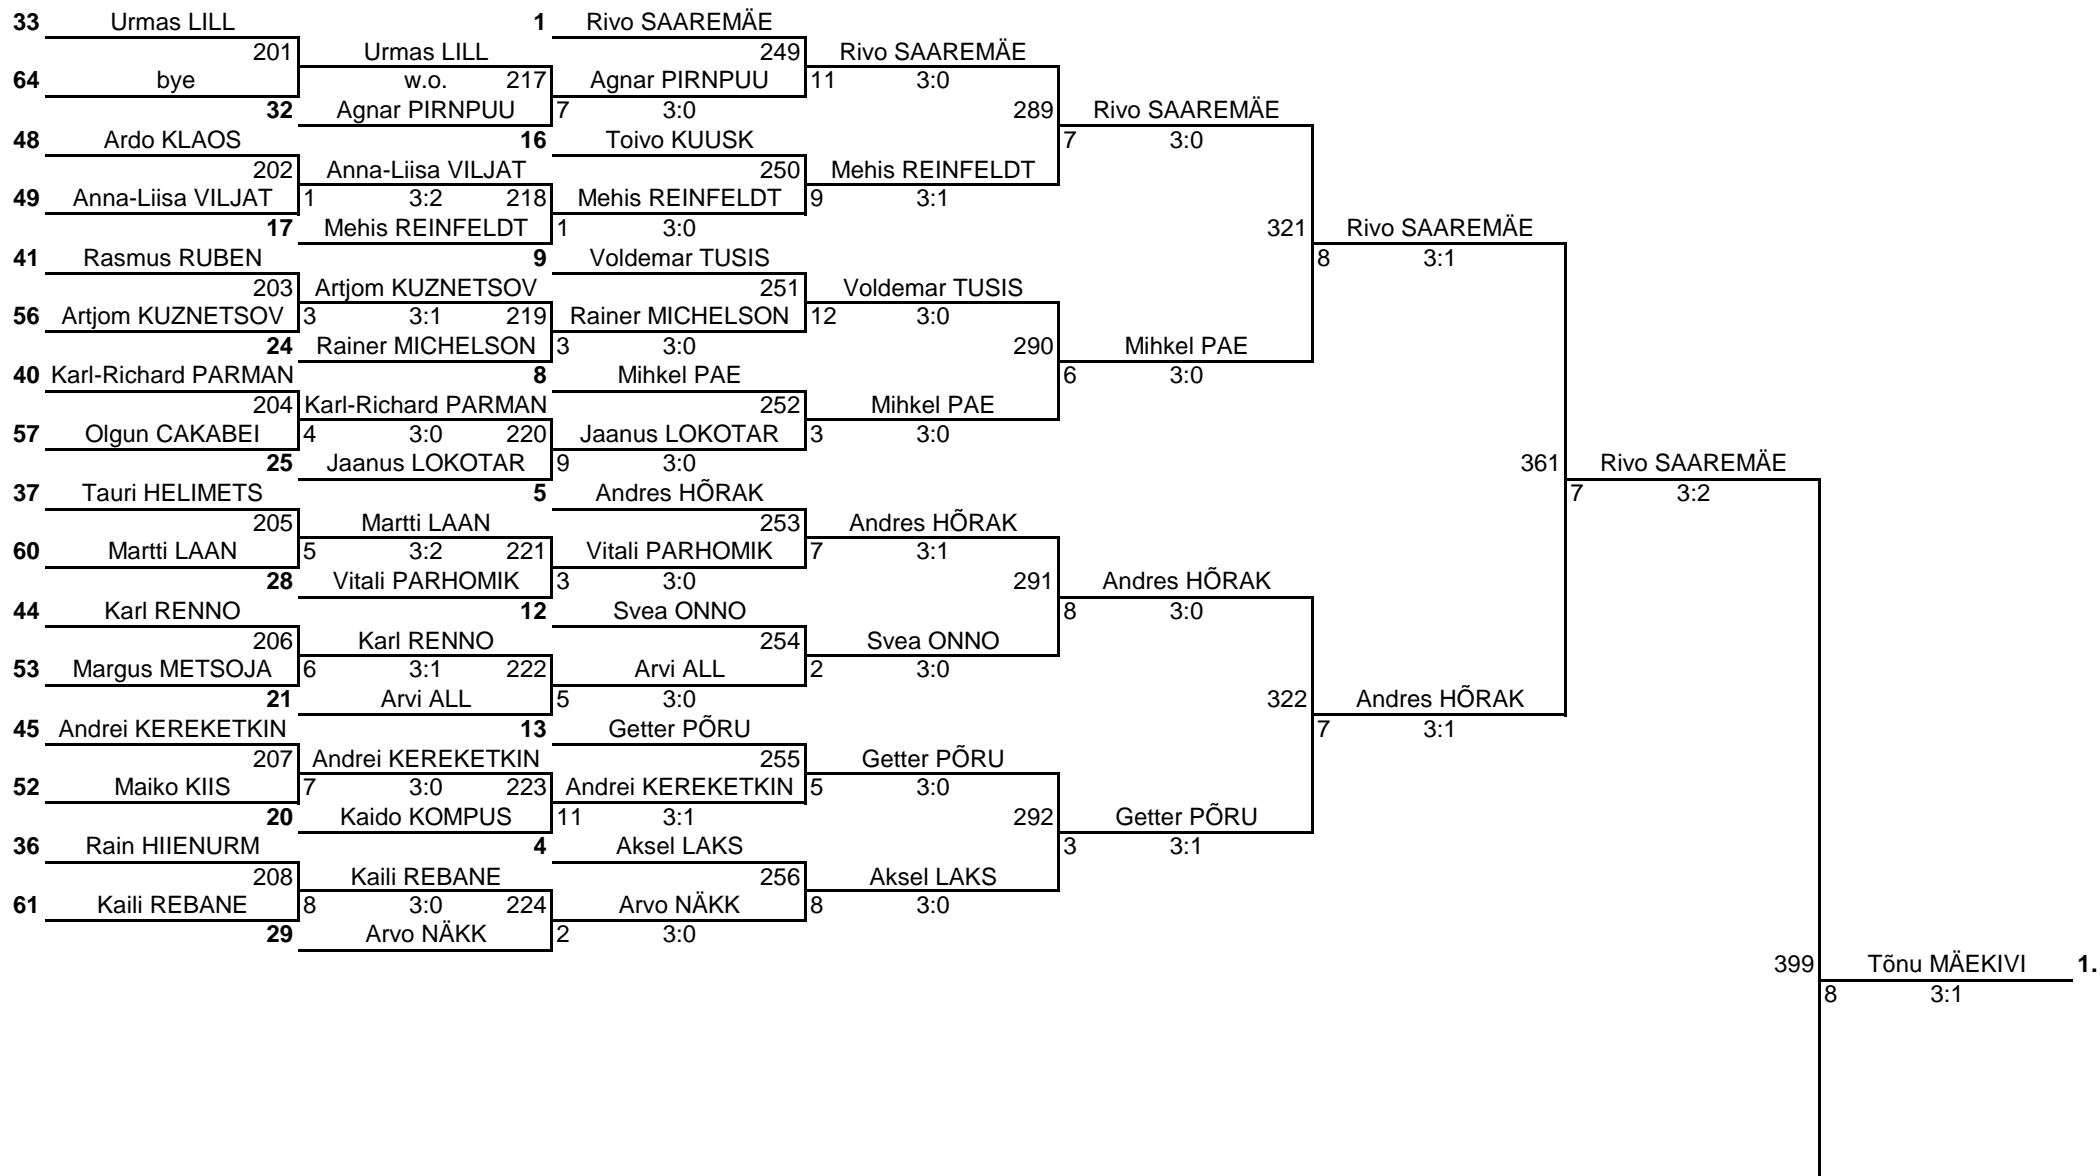 33 Urmas LILL 1 Rivo SAAREMÄE
201 Urmas LILL 249 Rivo SAAREMÄE
64 bye w.o. 217 Agnar PIRNPUU 11 3:0
32 Agnar PIRNPUU 7 3:0 289 Rivo SAAREMÄE
48 Ardo KLAOS 16 Toivo KUUSK 7 3:0
202 Anna-Liisa VILJAT 250 Mehis REINFELDT
49 Anna-Liisa VILJAT 1 3:2 218 Mehis REINFELDT 9 3:1
17 Mehis REINFELDT 1 3:0 321 Rivo SAAREMÄE
41 Rasmus RUBEN 9 Voldemar TUSIS 8 3:1
203 Artjom KUZNETSOV 251 Voldemar TUSIS
56 Artjom KUZNETSOV 3 3:1 219 Rainer MICHELSON 12 3:0
24 Rainer MICHELSON 3 3:0 290 Mihkel PAE
40 Karl-Richard PARMAN 8 Mihkel PAE 6 3:0
204 Karl-Richard PARMAN 252 Mihkel PAE
57 Olgun CAKABEI 4 3:0 220 Jaanus LOKOTAR 3 3:0
25 Jaanus LOKOTAR 9 3:0 361 Rivo SAAREMÄE
37 Tauri HELIMETS 5 Andres HÕRAK 7 3:2
205 Martti LAAN 253 Andres HÕRAK
60 Martti LAAN 5 3:2 221 Vitali PARHOMIK 7 3:1
28 Vitali PARHOMIK 3 3:0 291 Andres HÕRAK
44 Karl RENNO 12 Svea ONNO 8 3:0
206 Karl RENNO 254 Svea ONNO
53 Margus METSOJA 6 3:1 222 Arvi ALL 2 3:0
21 Arvi ALL 5 3:0 322 Andres HÕRAK
45 Andrei KEREKETKIN 13 Getter PÕRU 7 3:1
207 Andrei KEREKETKIN 255 Getter PÕRU
52 Maiko KIIS 7 3:0 223 Andrei KEREKETKIN 5 3:0
20 Kaido KOMPUS 11 3:1 292 Getter PÕRU
36 Rain HIIENURM 4 Aksel LAKS 3 3:1
208 Kaili REBANE 256 Aksel LAKS
61 Kaili REBANE 8 3:0 224 Arvo NÄKK 8 3:0
29 Arvo NÄKK 2 3:0
399 Tõnu MÄEKIVI 1.
8 3:1